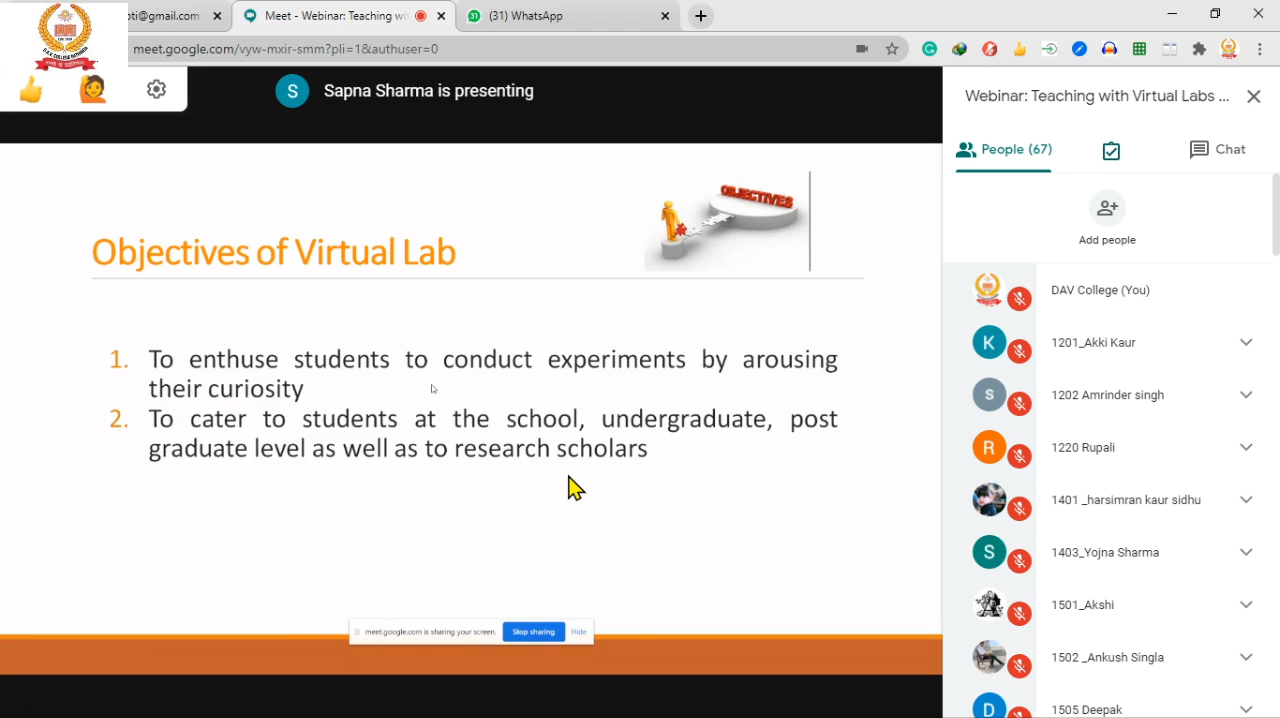 oti@gmail.com
Meet - Webinar: Teaching wit
(31) WhatsApp
meet.google.com/vyw-mxir-smm?pli=1&authuser=0
Sapna Sharma is presenting
Webinar: Teaching with Virtual Labs ...
People (67)
Chat
Add people
OBJECTIVES
Objectives of Virtual Lab
1. To enthuse students to conduct experiments by arousing
their curiosity
2. To cater to students at the school, undergraduate, post
graduate level as well as to research scholars
meet.google.com is sharing your screen.
Stop sharing
Hide
DAV College (You)
K
1201_Akki Kaur
s
1202 Amrinder singh
R
1220 Rupali
1401 _harsimran kaur sidhu
S
1403_Yojna Sharma
1501_Akshi
1502 _Ankush Singla
D
1505 Deepak